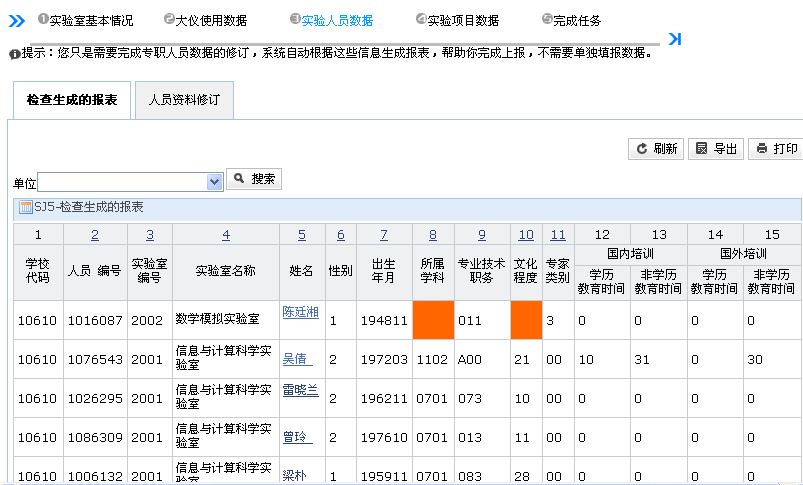 1实验室基本情况 2大仪使用数据 3实验人员数据 4实验项目数据 5完成任务
提示：您只是需要完成专职人员数据的修订，系统自动根据这些信息生成报表，帮助你完成上报，不需要单独填报数据。
检查生成的报表 人员资料修订
刷新 导出 打印
单位 搜索
SJ5-检查生成的报表
1 2 3 4 5 6 7 8 9 10 11 12 13 14 15
学校代码 人员 编号 实验室编号 实验室名称 姓名 性别 出生年月 所属学科 专业技术职务 文化程度 专家类别 国内培训 国外培训
学历教育时间 非学历教育时间 学历教育时间 非学历教育时间
10610 1016087 2002 数学模拟实验室 陈廷湘 1 194811 011 3 0 0 0 0
10610 1076543 2001 信息与计算科学实验室 吴倩 2 197203 1102 A00 21 00 10 31 0 30
10610 1026295 2001 信息与计算科学实验室 雷晓兰 2 196211 0701 073 10 00 0 0 0 0
10610 1086309 2001 信息与计算科学实验室 曾玲 2 197610 0701 013 11 00 0 0 0 0
10610 1006132 2001 信息与计算科学实验室 梁朴 1 195911 0701 083 28 00 0 0 0 0